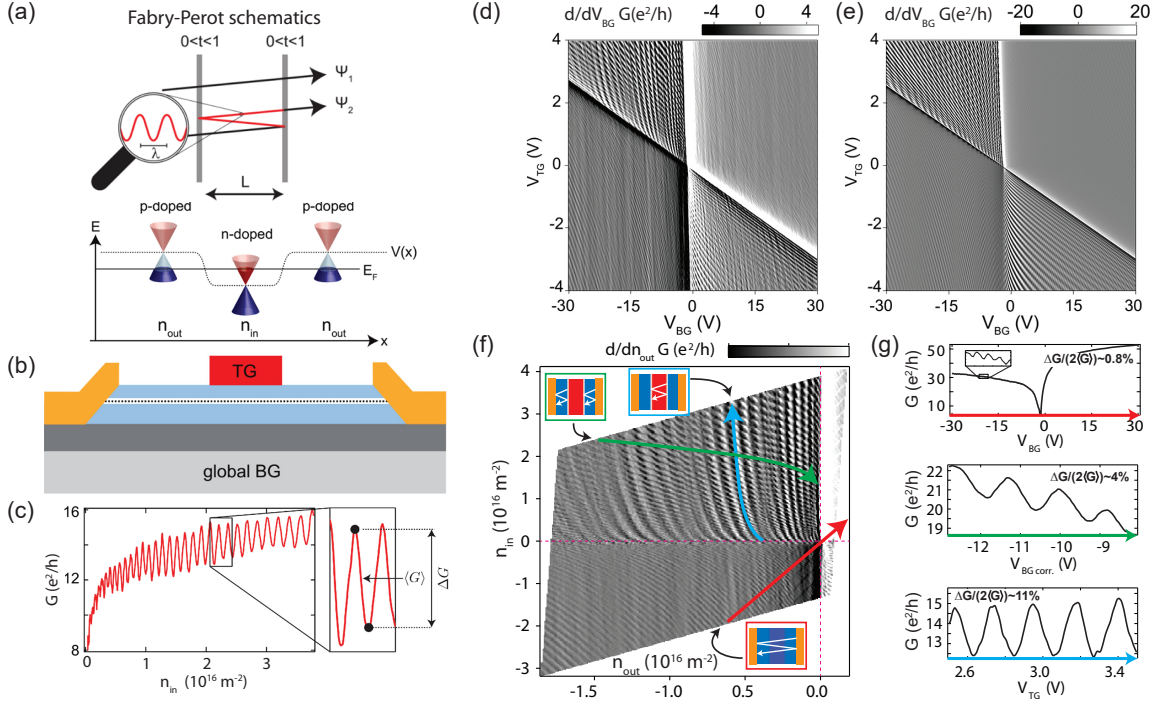 (a)
Fabry-Perot schematics
0<t<1 0<t<1
Ψ1
Ψ2
λ
L
p-doped n-doped p-doped
E
V(x)
EF
nout nin nout
x
(b)
TG
global BG
(c)
G (e²/h)
16
12
8
0 1 2 3
nin (10¹⁶ m⁻²)
⟨G⟩
ΔG
(d)
d/dVBG G(e²/h)
-4 0 4
VTG (V)
4
2
0
-2
-4
-30 -15 0 15 30
VBG (V)
(e)
d/dVBG G(e²/h)
-20 0 20
VTG (V)
4
2
0
-2
-4
-30 -15 0 15 30
VBG (V)
(f)
d/dnout G (e²/h)
nin (10¹⁶ m⁻²)
4
3
2
1
0
-1
-2
-3
nout (10¹⁶ m⁻²)
-1.5 -1.0 0.5 0.0
(g)
G (e²/h)
50
30
10
ΔG/(2⟨G⟩)~0.8%
-30 -15 0 15 30
VBG (V)
G (e²/h)
22
21
20
19
ΔG/(2⟨G⟩)~4%
-12 -11 -10 -9
VBG corr. (V)
G (e²/h)
15
14
13
ΔG/(2⟨G⟩)~11%
2.6 3.0 3.4
VTG (V)